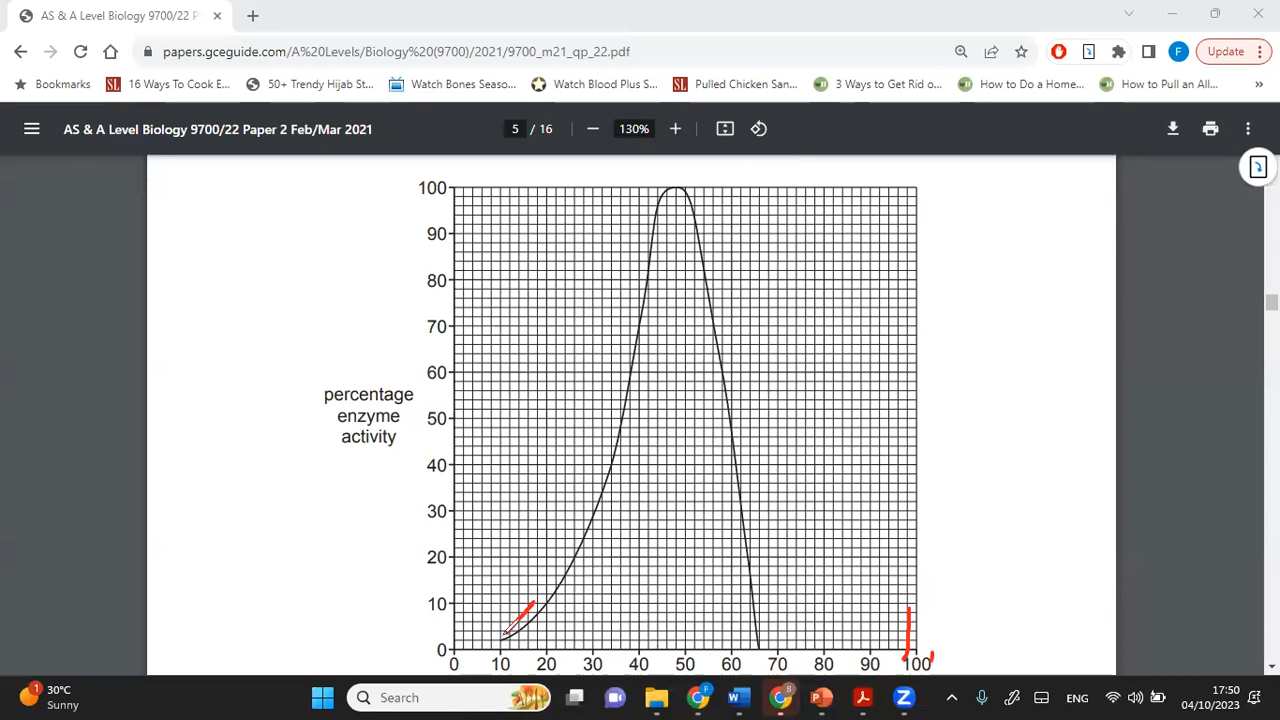 AS & A Level Biology 9700/22 P
papers.gceguide.com/A%20Levels/Biology%20(9700)/2021/9700_m21_qp_22.pdf
F
Update
Bookmarks
SL
16 Ways To Cook E...
50+ Trendy Hijab St...
Watch Bones Seaso...
Watch Blood Plus S...
SL
Pulled Chicken San...
3 Ways to Get Rid o...
How to Do a Home...
How to Pull an All...
»
AS & A Level Biology 9700/22 Paper 2 Feb/Mar 2021
5 / 16
130%
100
90
80
70
60
50
40
30
20
10
0
percentage
enzyme
activity
0 10 20 30 40 50 60 70 80 90 100
1
30°C
Sunny
Search
F
S
ENG
17:50
04/10/2023